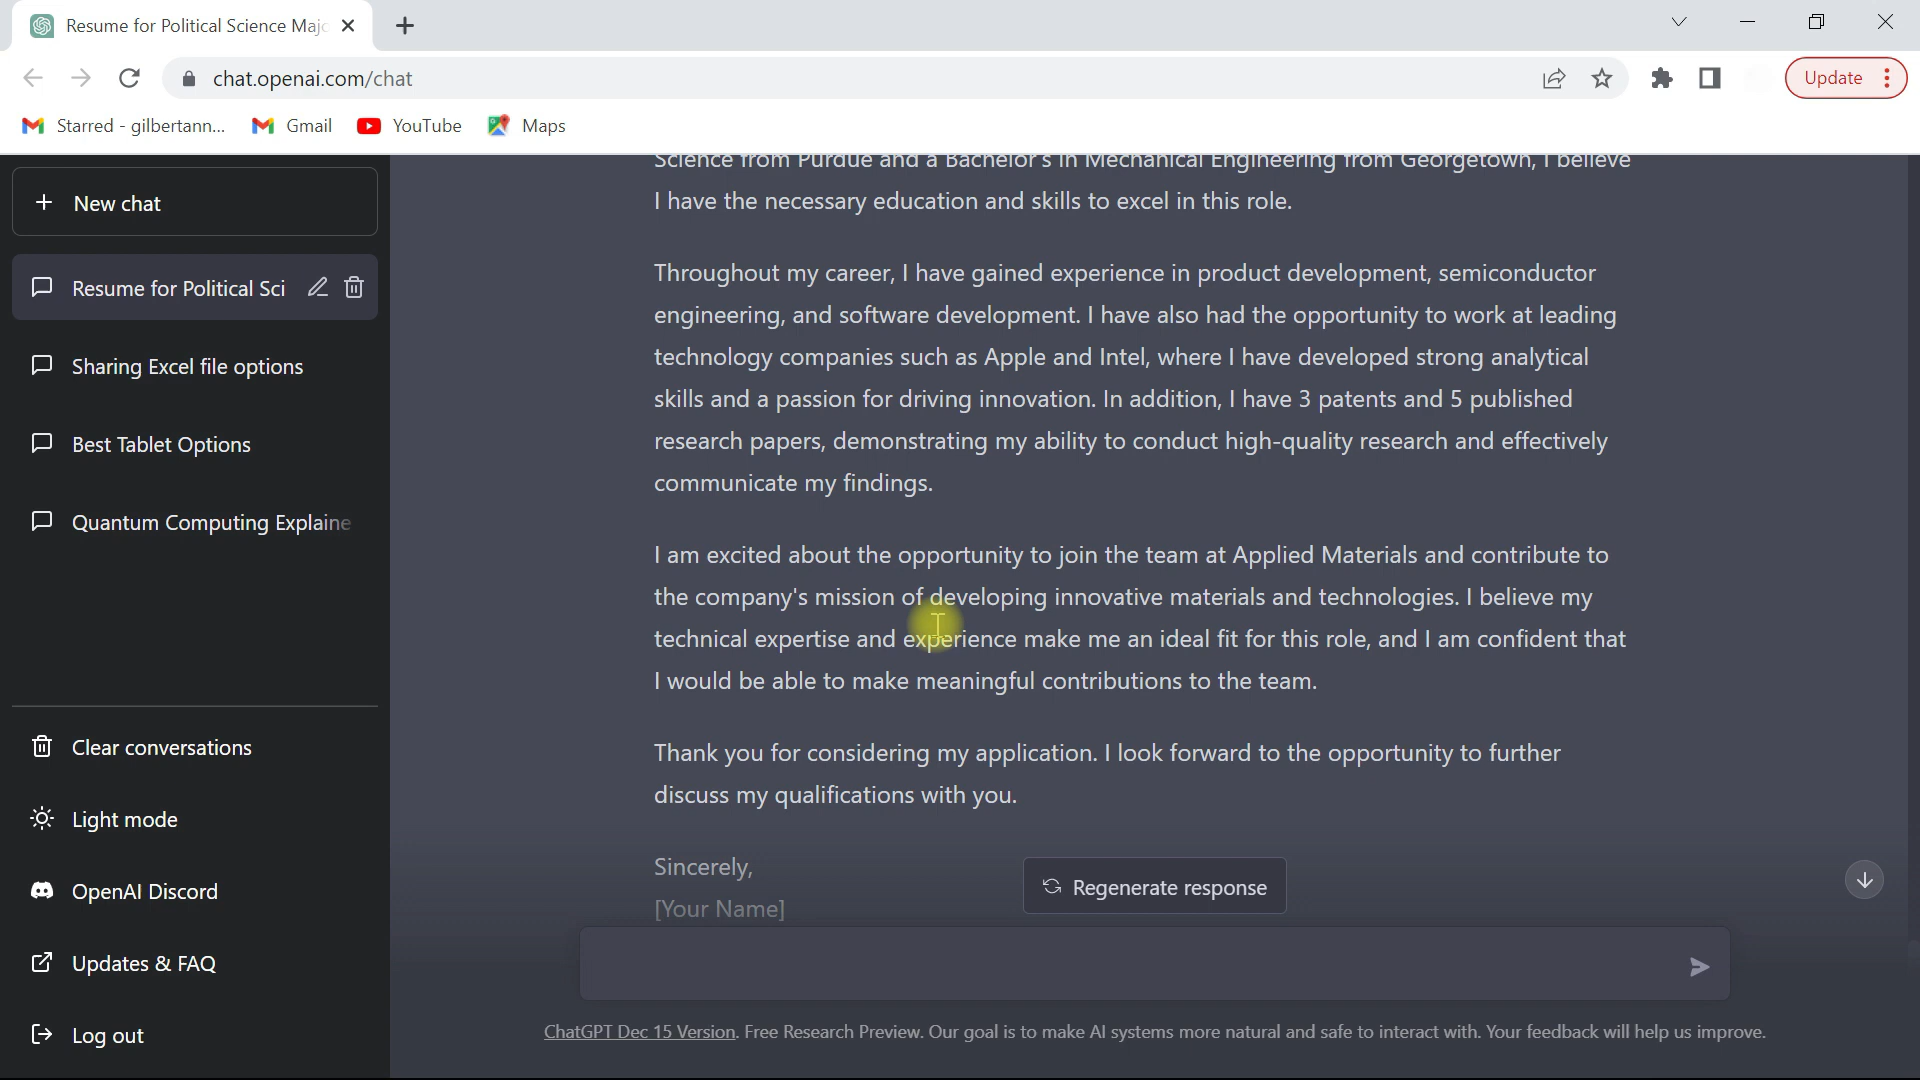 Resume for Political Science Majo
chat.openai.com/chat
Update
Starred - gilbertann...
Gmail
YouTube
Maps
New chat
Resume for Political Sci
Sharing Excel file options
Best Tablet Options
Quantum Computing Explaine
Clear conversations
Light mode
OpenAI Discord
Updates & FAQ
Log out
Science from Purdue and a Bachelor's in Mechanical Engineering from Georgetown, I believe
I have the necessary education and skills to excel in this role.
Throughout my career, I have gained experience in product development, semiconductor
engineering, and software development. I have also had the opportunity to work at leading
technology companies such as Apple and Intel, where I have developed strong analytical
skills and a passion for driving innovation. In addition, I have 3 patents and 5 published
research papers, demonstrating my ability to conduct high-quality research and effectively
communicate my findings.
I am excited about the opportunity to join the team at Applied Materials and contribute to
the company's mission of developing innovative materials and technologies. I believe my
technical expertise and experience make me an ideal fit for this role, and I am confident that
I would be able to make meaningful contributions to the team.
Thank you for considering my application. I look forward to the opportunity to further
discuss my qualifications with you.
Sincerely,
[Your Name]
Regenerate response
ChatGPT Dec 15 Version. Free Research Preview. Our goal is to make AI systems more natural and safe to interact with. Your feedback will help us improve.